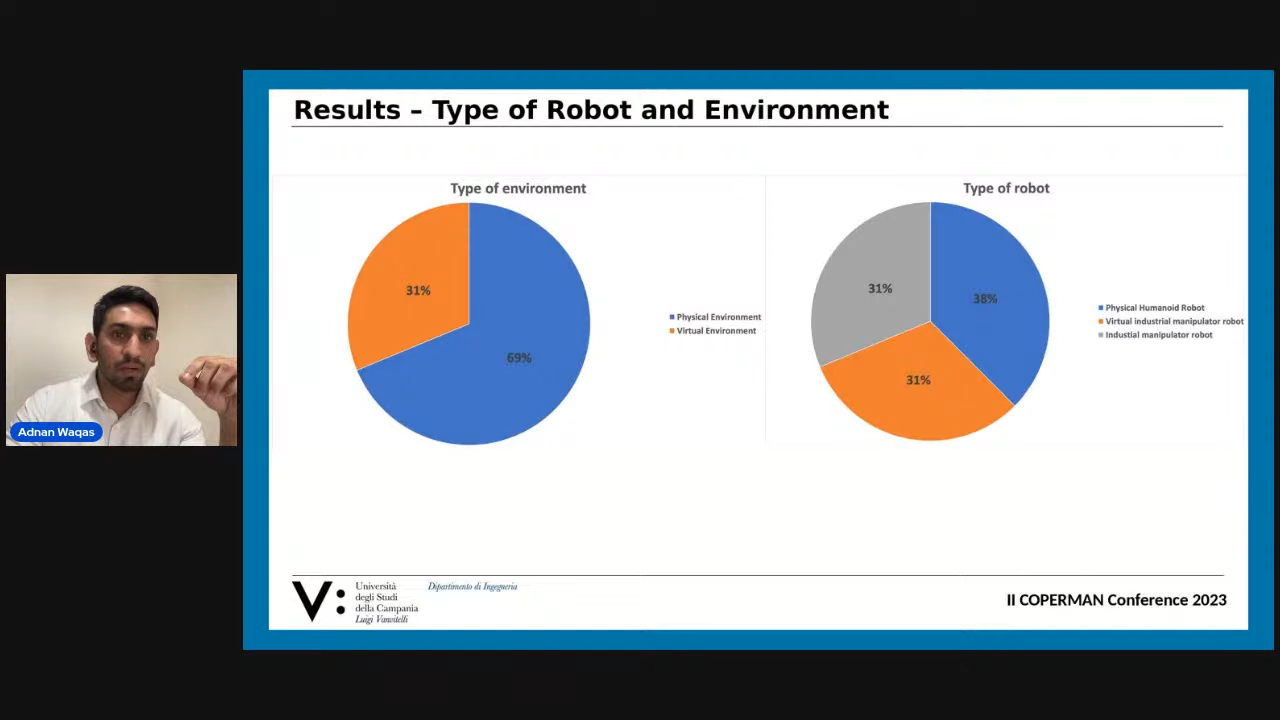 Results – Type of Robot and Environment
Type of environment
31%
69%
Physical Environment
Virtual Environment
Type of robot
31%
38%
31%
Physical Humanoid Robot
Virtual industrial manipulator robot
Industial manipulator robot
Adnan Waqas
V:
Università
degli Studi
della Campania
Luigi Vanvitelli
Dipartimento di Ingegneria
II COPERMAN Conference 2023